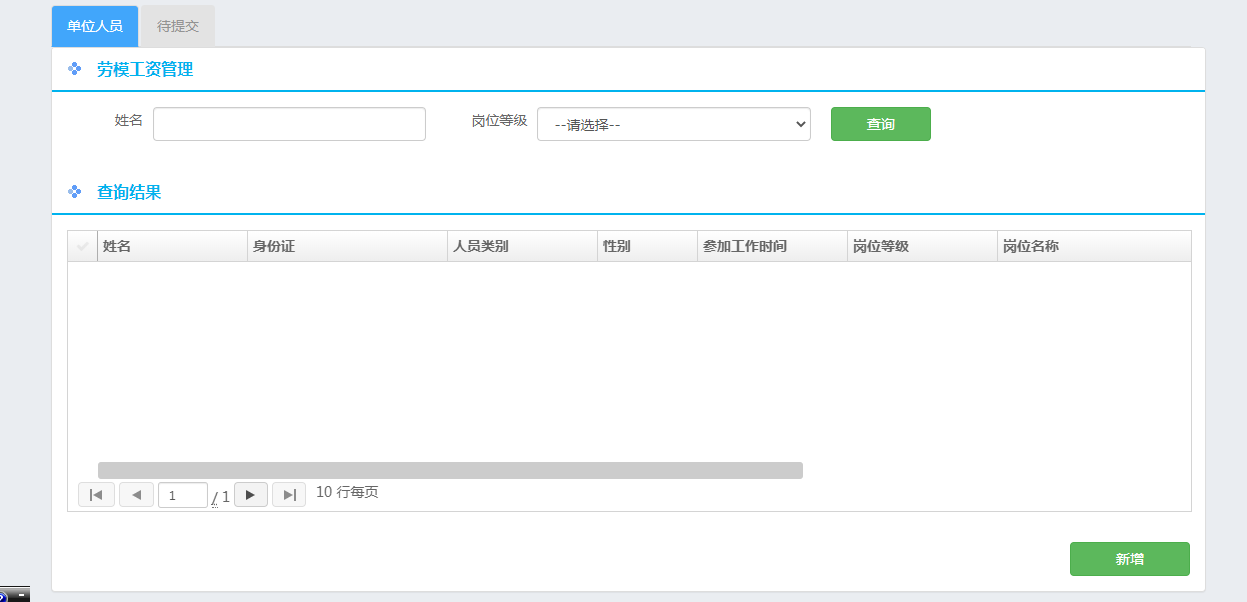 单位人员 待提交
劳模工资管理
姓名 岗位等级 --请选择-- 查询
查询结果
姓名 身份证 人员类别 性别 参加工作时间 岗位等级 岗位名称
1 / 1 10 行每页
新增